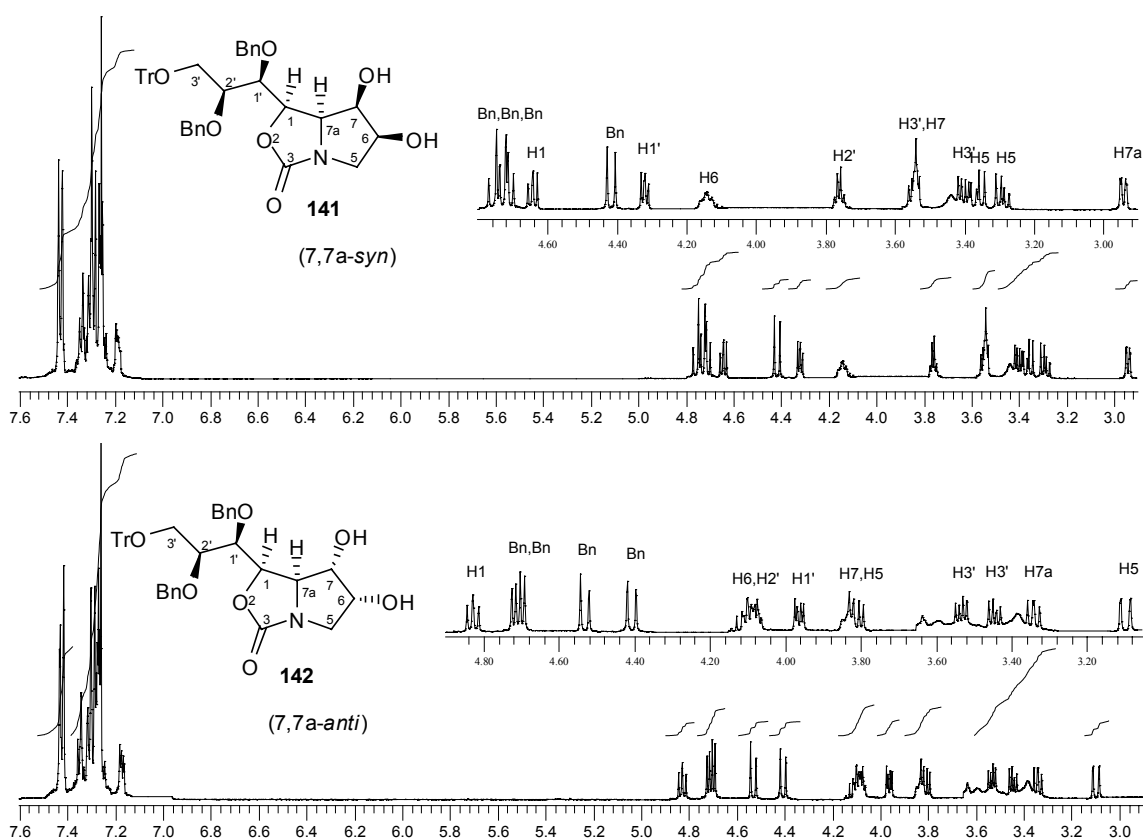 BnO
OH
TrO
3'
2'
1'
H
H
BnO
1
7a
7
6
OH
O
2
3
N
5
O
141
(7,7a-syn)
Bn,Bn,Bn
H1
Bn
H1'
H6
H2'
H3',H7
H3'
H5
H5
H7a
4.60 4.40 4.20 4.00 3.80 3.60 3.40 3.20 3.00
7.6 7.4 7.2 7.0 6.8 6.6 6.4 6.2 6.0 5.8 5.6 5.4 5.2 5.0 4.8 4.6 4.4 4.2 4.0 3.8 3.6 3.4 3.2 3.0
BnO
OH
TrO
3'
2'
1'
H
H
BnO
1
7a
7
6
OH
O
2
3
N
5
O
142
(7,7a-anti)
H1
Bn,Bn
Bn
Bn
H6,H2'
H1'
H7,H5
H3'
H3'
H7a
H5
4.80 4.60 4.40 4.20 4.00 3.80 3.60 3.40 3.20
7.6 7.4 7.2 7.0 6.8 6.6 6.4 6.2 6.0 5.8 5.6 5.4 5.2 5.0 4.8 4.6 4.4 4.2 4.0 3.8 3.6 3.4 3.2 3.0